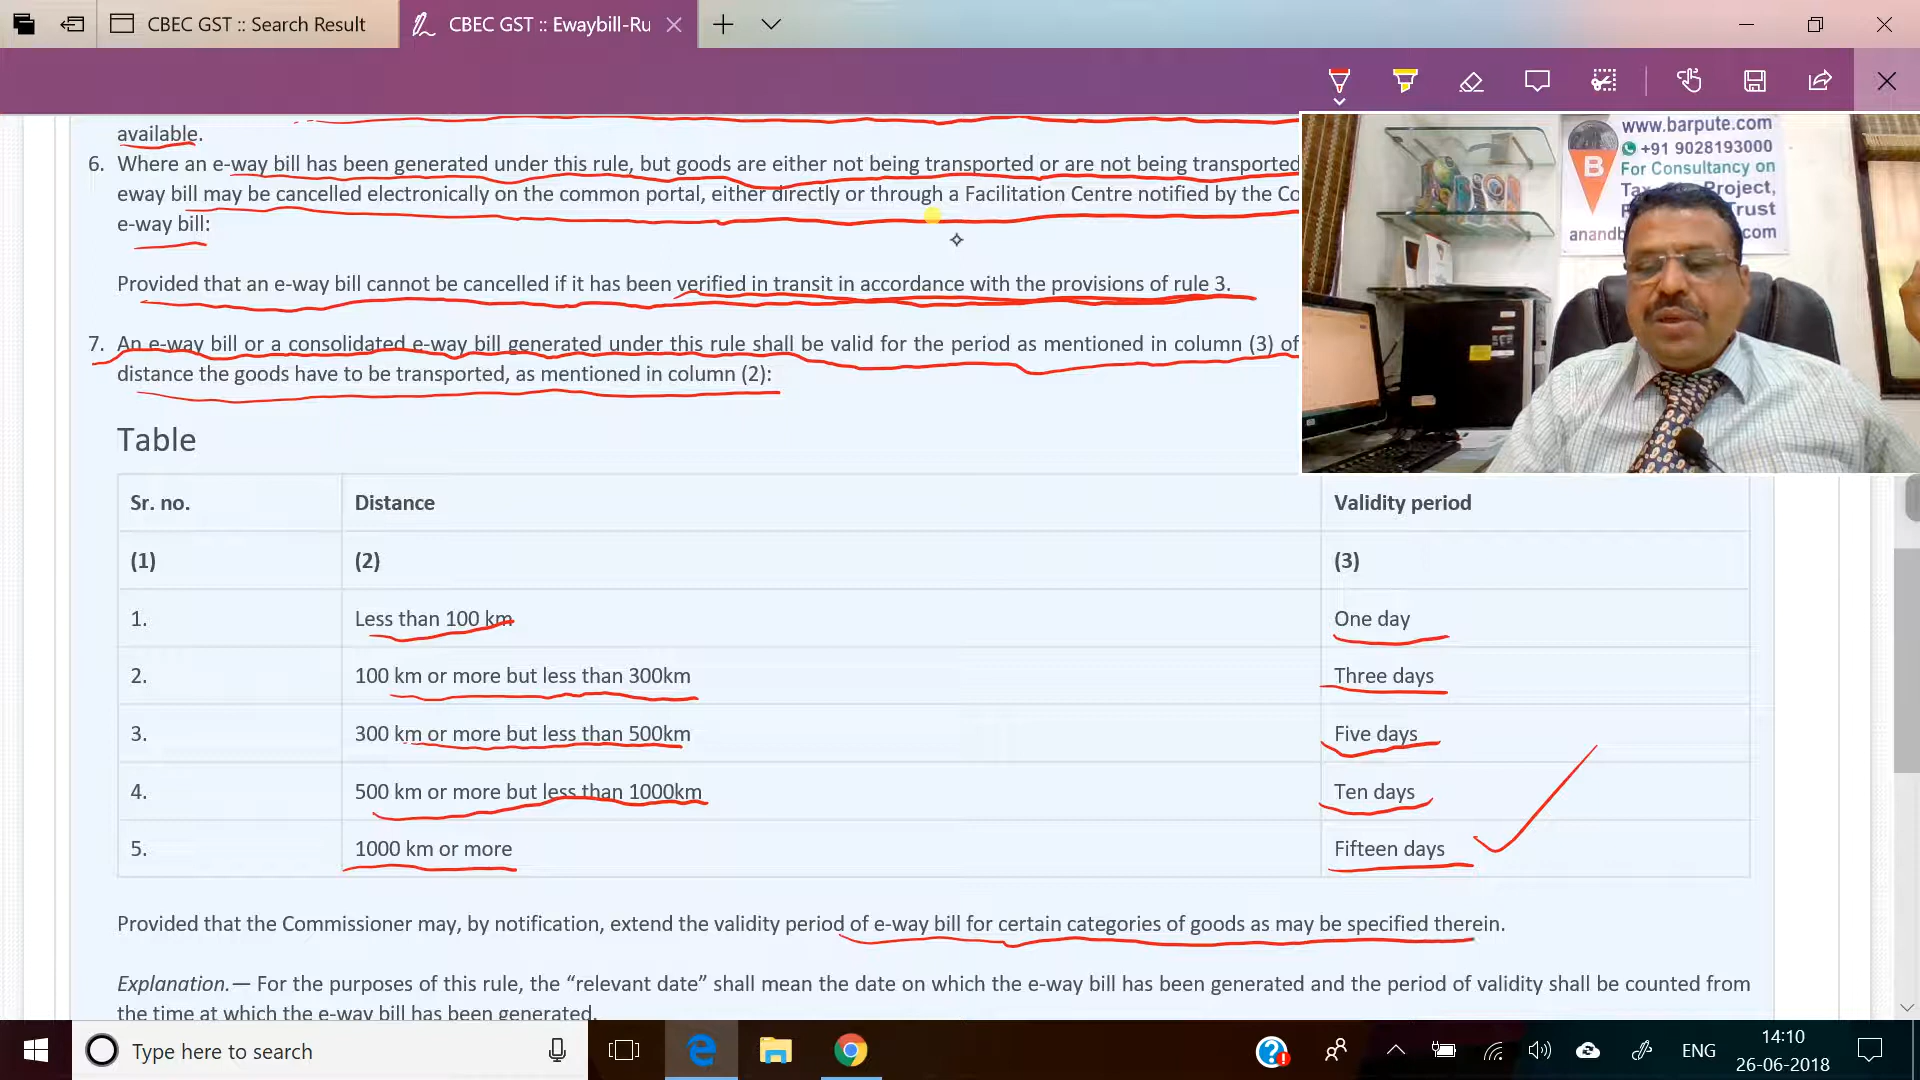 CBEC GST :: Search Result
CBEC GST :: Ewaybill-Ru
available.
6. Where an e-way bill has been generated under this rule, but goods are either not being transported or are not being transported
eway bill may be cancelled electronically on the common portal, either directly or through a Facilitation Centre notified by the Co
e-way bill:
Provided that an e-way bill cannot be cancelled if it has been verified in transit in accordance with the provisions of rule 3.
7. An e-way bill or a consolidated e-way bill generated under this rule shall be valid for the period as mentioned in column (3) of
distance the goods have to be transported, as mentioned in column (2):
www.barpute.com
+91 9028193000
B
For Consultancy on
Project,
Trust
anandb
com
Table
Sr. no. Distance Validity period
(1) (2) (3)
1. Less than 100 km One day
2. 100 km or more but less than 300km Three days
3. 300 km or more but less than 500km Five days
4. 500 km or more but less than 1000km Ten days
5. 1000 km or more Fifteen days
Provided that the Commissioner may, by notification, extend the validity period of e-way bill for certain categories of goods as may be specified therein.
Explanation.— For the purposes of this rule, the “relevant date” shall mean the date on which the e-way bill has been generated and the period of validity shall be counted from
the time at which the e-way bill has been generated.
Type here to search
ENG
14:10
26-06-2018